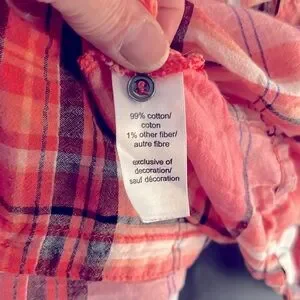 99% cotton/
coton
1% other fiber/
autre fibre
exclusive of
decoration/
sauf décoration